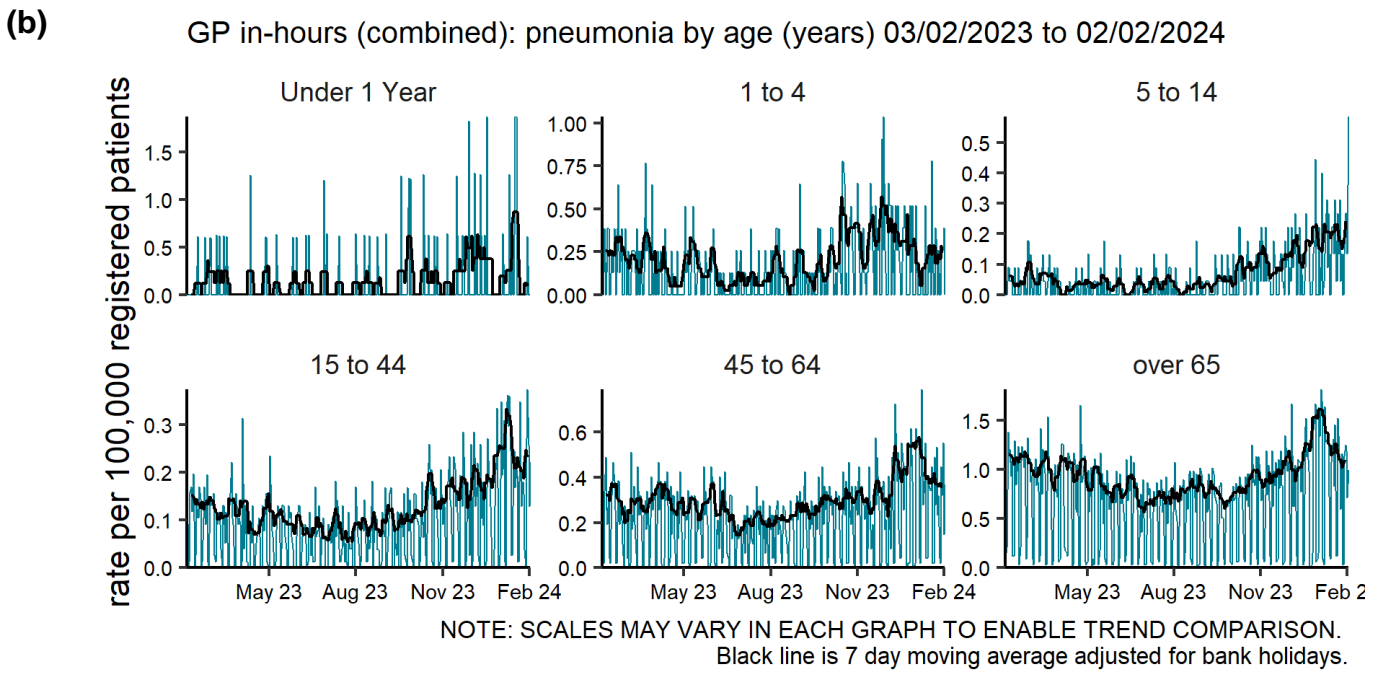 (b)
GP in-hours (combined): pneumonia by age (years) 03/02/2023 to 02/02/2024
rate per 100,000 registered patients
Under 1 Year
1 to 4
5 to 14
1.5
1.0
0.5
0.0
1.00
0.75
0.50
0.25
0.00
0.5
0.4
0.3
0.2
0.1
0.0
15 to 44
45 to 64
over 65
0.3
0.2
0.1
0.0
0.6
0.4
0.2
0.0
1.5
1.0
0.5
0.0
May 23 Aug 23 Nov 23 Feb 24
May 23 Aug 23 Nov 23 Feb 24
May 23 Aug 23 Nov 23 Feb 2
NOTE: SCALES MAY VARY IN EACH GRAPH TO ENABLE TREND COMPARISON.
Black line is 7 day moving average adjusted for bank holidays.